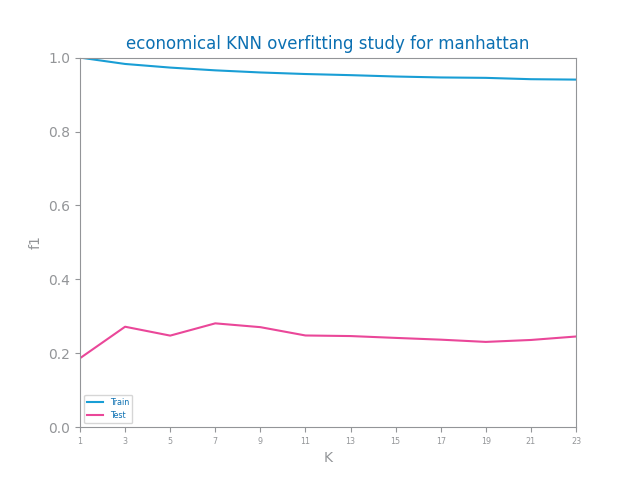 economical KNN overfitting study for manhattan
1.0
0.8
0.6
0.4
0.2
0.0
f1
Train
Test
1 3 5 7 9 11 13 15 17 19 21 23
K